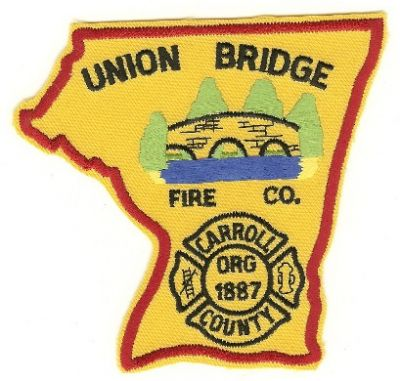 UNION BRIDGE
FIRE CO.
CARROLL
ORG
1887
COUNTY